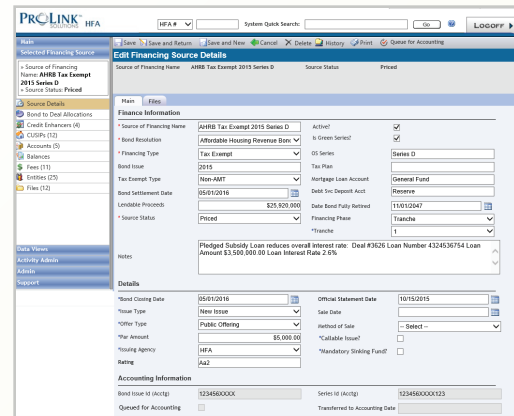 PROLINK HFA
SOLUTIONS
HFA # System Quick Search: Go LOGOFF
Main
Selected Financing Source
» Source of Financing
Name: AHRB Tax Exempt
2015 Series D
» Source Status: Priced
Source Details
Bond to Deal Allocations
Credit Enhancers (4)
CUSIPs (12)
Accounts (5)
Balances
Fees (11)
Entities (25)
Files (12)
Data Views
Activity Admin
Admin
Support
Save Save and Return Save and New Cancel Delete History Print Queue for Accounting
Edit Financing Source Details
Source of Financing Name AHRB Tax Exempt 2015 Series D Source Status Priced
Main Files
Finance Information
* Source of Financing Name AHRB Tax Exempt 2015 Series D Active?
* Bond Resolution Affordable Housing Revenue Bonc Is Green Series?
* Financing Type Tax Exempt OS Series Series D
Bond Issue 2015 Tax Plan
Tax Exempt Type Non-AMT Mortgage Loan Account General Fund
Bond Settlement Date 05/01/2016 Debt Svc Deposit Acct Reserve
Lendable Proceeds $25,920,000 Date Bond Fully Retired 11/01/2047
* Source Status Priced Financing Phase Tranche
*Tranche 1
Notes Pledged Subsidy Loan reduces overall interest rate: Deal #3626 Loan Number 4324536754 Loan
Amount $3,500,000.00 Loan Interest Rate 2.6%
Details
*Bond Closing Date 05/01/2016 Official Statement Date 10/15/2015
*Issue Type New Issue Sale Date
*Offer Type Public Offering Method of Sale -- Select --
*Par Amount $5,000.00 *Callable Issue?
*Issuing Agency HFA *Mandatory Sinking Fund?
Rating Aa2
Accounting Information
Bond Issue Id (Acctg) 123456XXXX Series Id (Acctg) 123456XXXX123
Queued for Accounting Transferred to Accounting Date